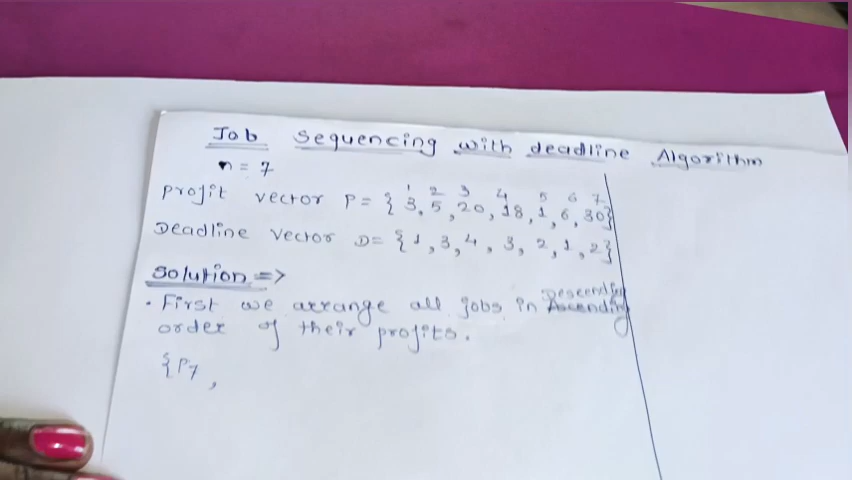 Job Sequencing with deadline Algorithm
n = 7
1 2 3 4 5 6 7
Profit vector P = { 3, 5, 20, 18, 1, 6, 30}
Deadline vector D = { 1, 3, 4, 3, 2, 1, 2}
Solution =>
Descending
• First we arrange all jobs in Ascending
order of their profits.
{P7 ,